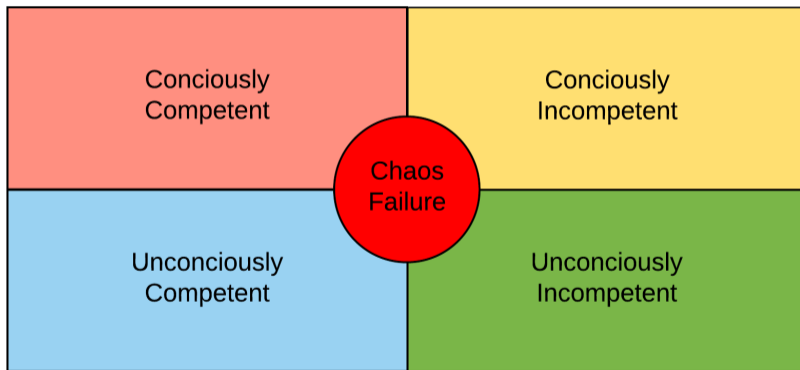 Conciously
Competent
Conciously
Incompetent
Chaos
Failure
Unconciously
Competent
Unconciously
Incompetent